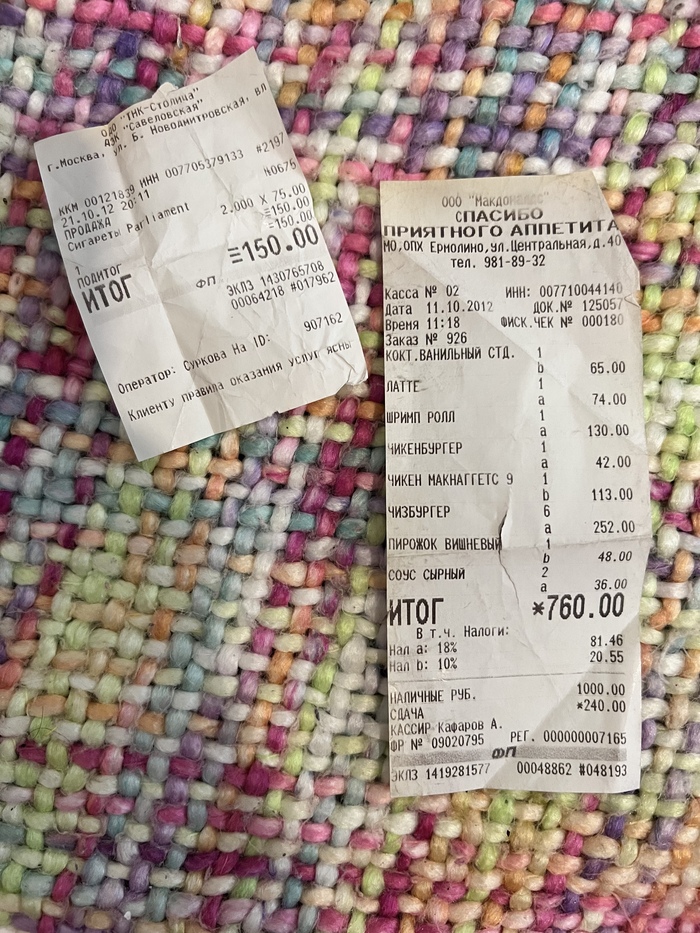 ОАО "ТНК-Столица"
АЗК "Савеловская"
г.Москва, ул. Б. Новодмитровская, вл
#2197
ККМ 00121839 ИНН 007705379133
21.10.12 20:11 №0676
ПРОДАЖА
Сигареты Parliament
2.000 X 75.00
1 ≡150.00
ПОДИТОГ ≡150.00
ИТОГ ≡150.00
ФП ЭКЛЗ 1430765708
00064218 #017962
Оператор: Суркова На ID: 907162
Клиенту правила оказания услуг ясны
ООО "Макдоналдс"
СПАСИБО
ПРИЯТНОГО АППЕТИТА
МО,ОПХ Ермолино,ул.Центральная,д.40
тел. 981-89-32
Касса № 02 ИНН: 007710044140
Дата 11.10.2012 ДОК.№ 125057
Время 11:18 ФИСК.ЧЕК № 000180
Заказ № 926
КОКТ.ВАНИЛЬНЫЙ СТД. 1
b 65.00
ЛАТТЕ 1
a 74.00
ШРИМП РОЛЛ 1
a 130.00
ЧИКЕНБУРГЕР 1
a 42.00
ЧИКЕН МАКНАГГЕТС 9 1
b 113.00
ЧИЗБУРГЕР 6
a 252.00
ПИРОЖОК ВИШНЕВЫЙ 1
b 48.00
СОУС СЫРНЫЙ 2
a 36.00
ИТОГ *760.00
В т.ч. Налоги:
Нал a: 18% 81.46
Нал b: 10% 20.55
НАЛИЧНЫЕ РУБ. 1000.00
СДАЧА *240.00
КАССИР Кафаров А.
ФР № 09020795 РЕГ. 000000007165
ФП
ЭКЛЗ 1419281577 00048862 #048193